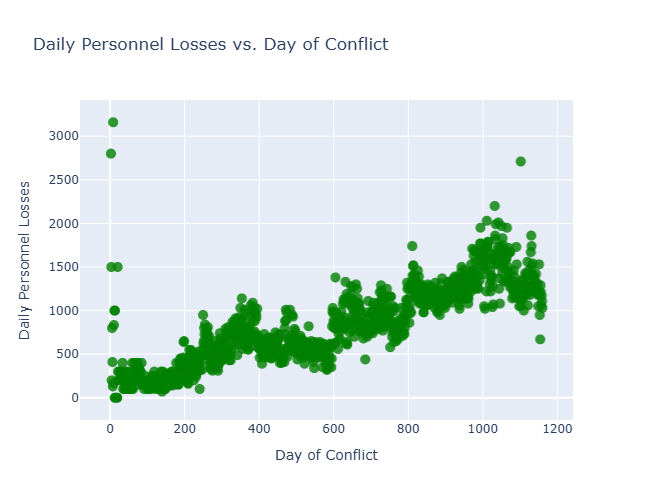 Daily Personnel Losses vs. Day of Conflict
Daily Personnel Losses
3000
2500
2000
1500
1000
500
0
0 200 400 600 800 1000 1200
Day of Conflict